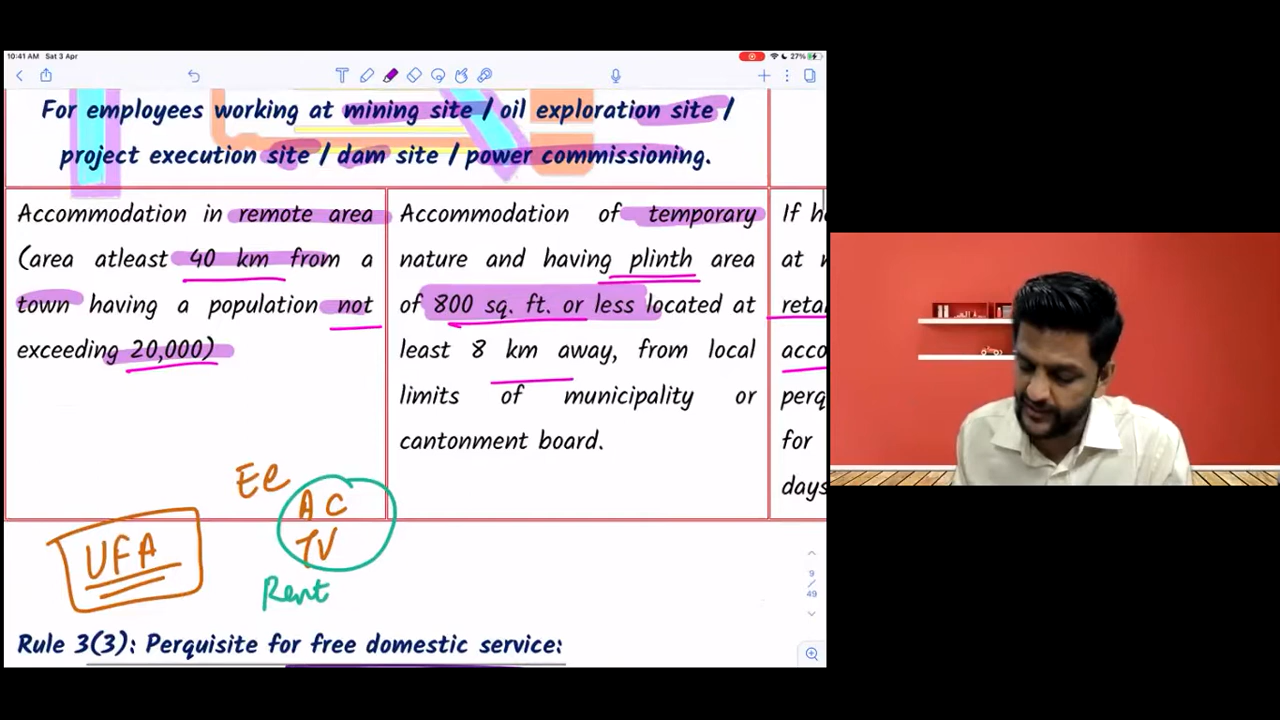 10:41 AM Sat 3 Apr
27%
T
For employees working at mining site / oil exploration site /
project execution site / dam site / power commissioning.
Accommodation in remote area
(area atleast 40 km from a
town having a population not
exceeding 20,000)
Accommodation of temporary
nature and having plinth area
of 800 sq. ft. or less located at
least 8 km away, from local
limits of municipality or
cantonment board.
If
at
for
days
Ee
AC
TV
Rent
UFA
9
/
49
Rule 3(3): Perquisite for free domestic service: